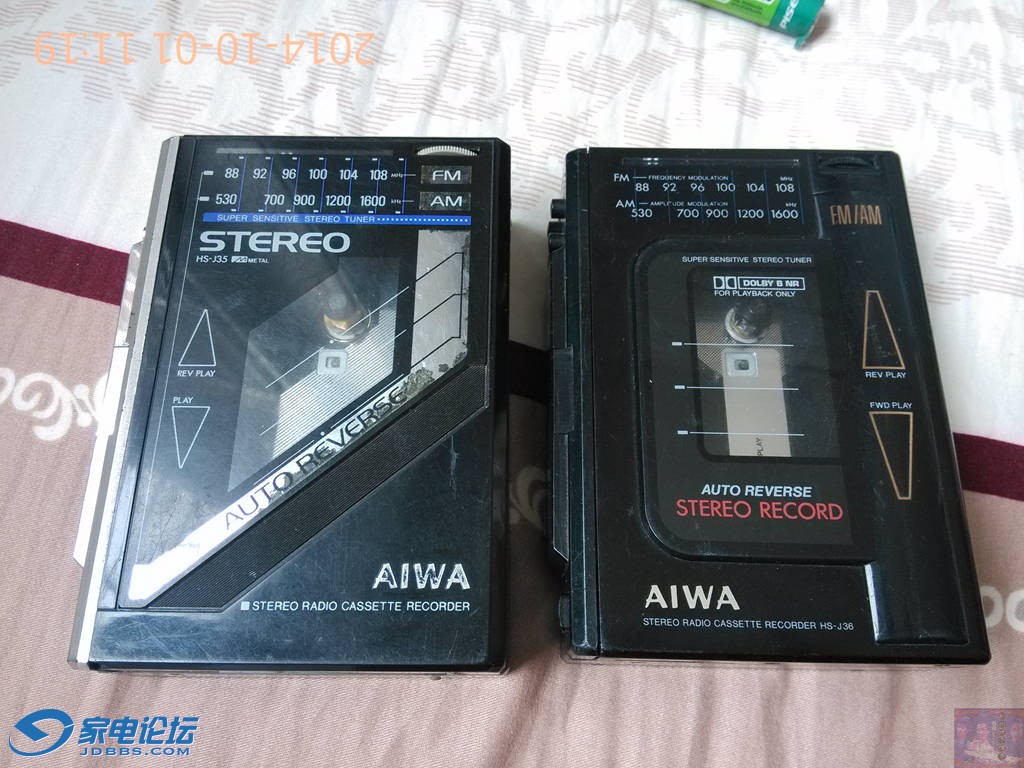 2014-10-01 11:19
88 92 96 100 104 108 MHz FM
530 700 900 1200 1600 kHz AM
SUPER SENSITIVE STEREO TUNER
STEREO
HS-J35 METAL
REV PLAY
PLAY
AUTO REVERSE
AIWA
STEREO RADIO CASSETTE RECORDER
FM FREQUENCY MODULATION MHz
88 92 96 100 104 108
AM AMPLITUDE MODULATION kHz
530 700 900 1200 1600
FM/AM
SUPER SENSITIVE STEREO TUNER
DOLBY B NR
FOR PLAYBACK ONLY
REV PLAY
FWD PLAY
PLAY
AUTO REVERSE
STEREO RECORD
AIWA
STEREO RADIO CASSETTE RECORDER HS-J36
家电论坛
JDBBS.COM